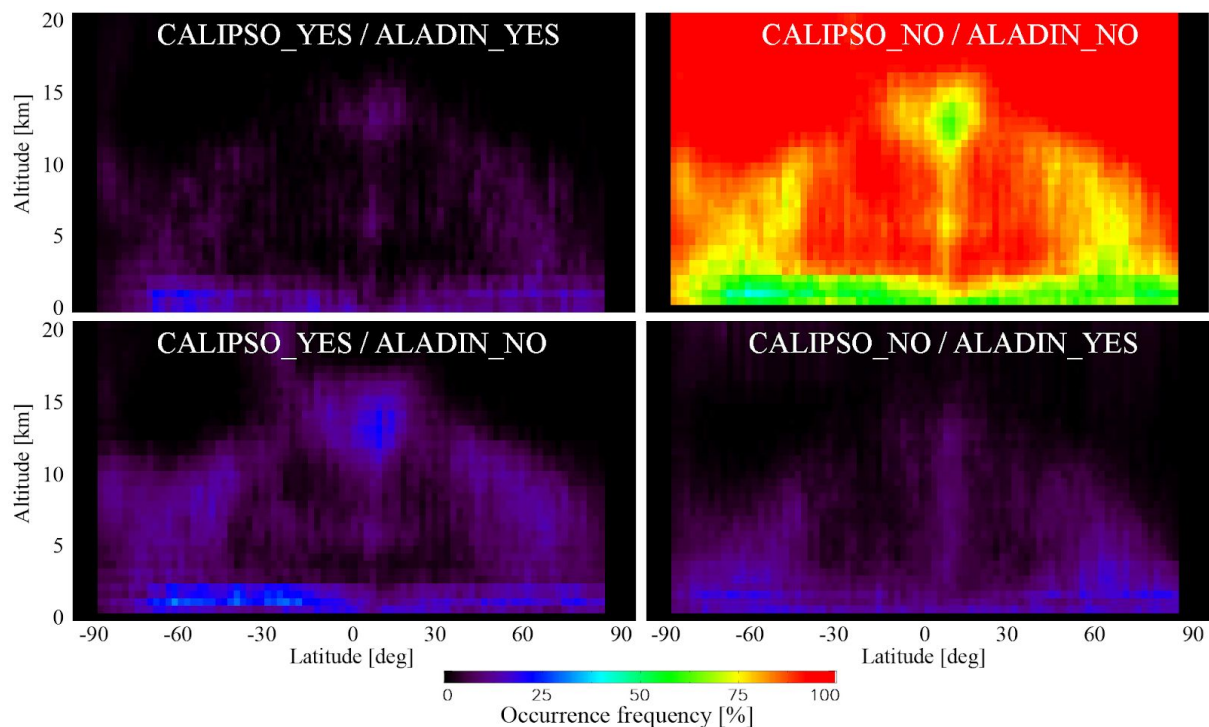 CALIPSO_YES / ALADIN_YES
CALIPSO_NO / ALADIN_NO
20
15
10
5
0
Altitude [km]
CALIPSO_YES / ALADIN_NO
CALIPSO_NO / ALADIN_YES
20
15
10
5
0
Altitude [km]
-90 -60 -30 0 30 60 90
-90 -60 -30 0 30 60 90
Latitude [deg]
Latitude [deg]
0 25 50 75 100
Occurrence frequency [%]